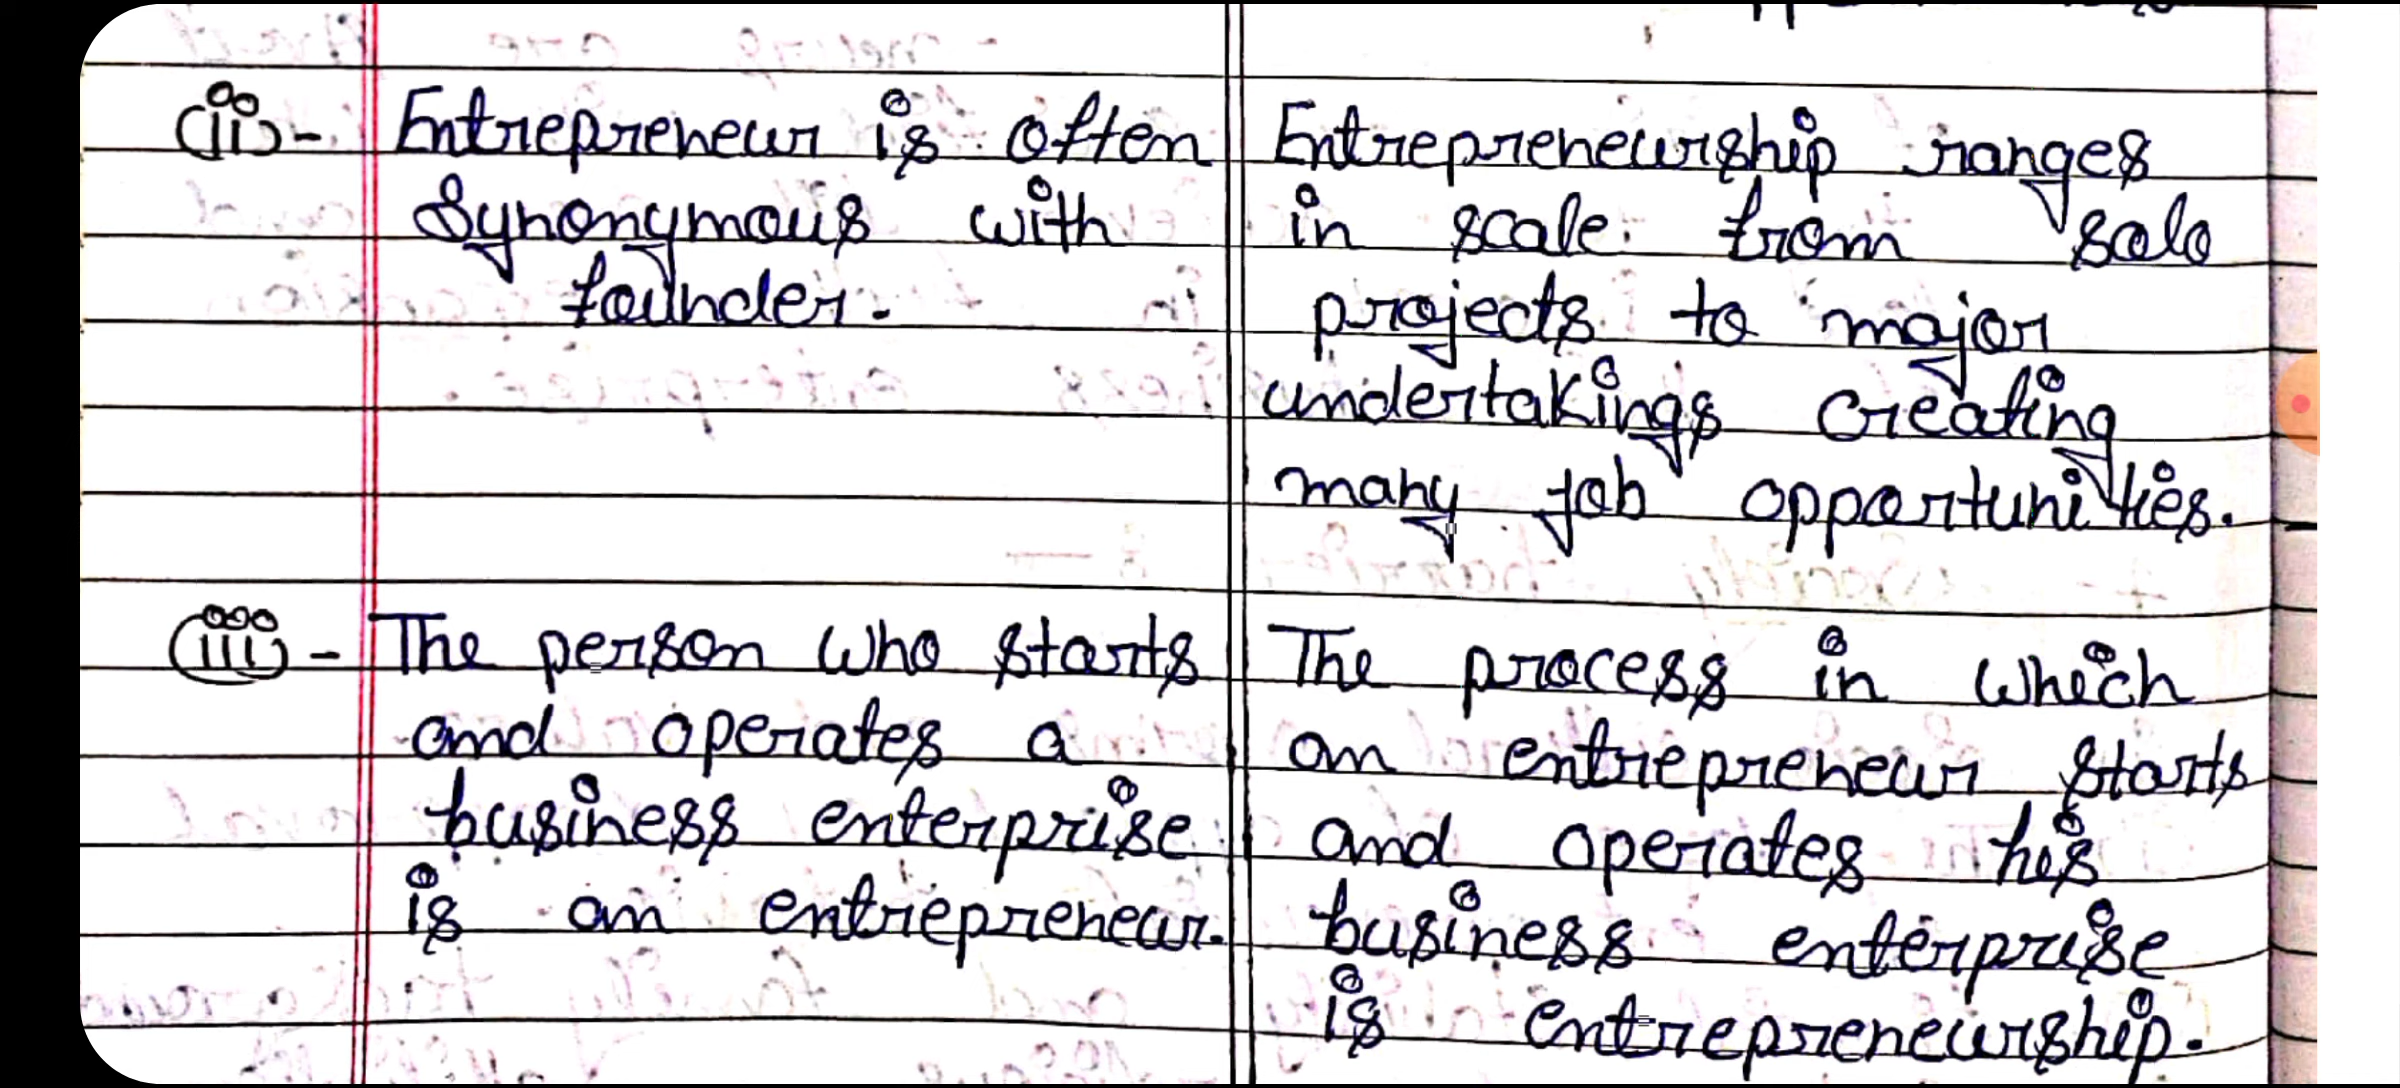 (ii)- Entrepreneur is often
synonymous with
founder.
Entrepreneurship ranges
in scale from solo
projects to major
undertakings creating
many job opportunities.
(iii)- The person who starts
and operates a
business enterprise
is an entrepreneur.
The process in which
an entrepreneur starts
and operates his
business enterprise
is entrepreneurship.